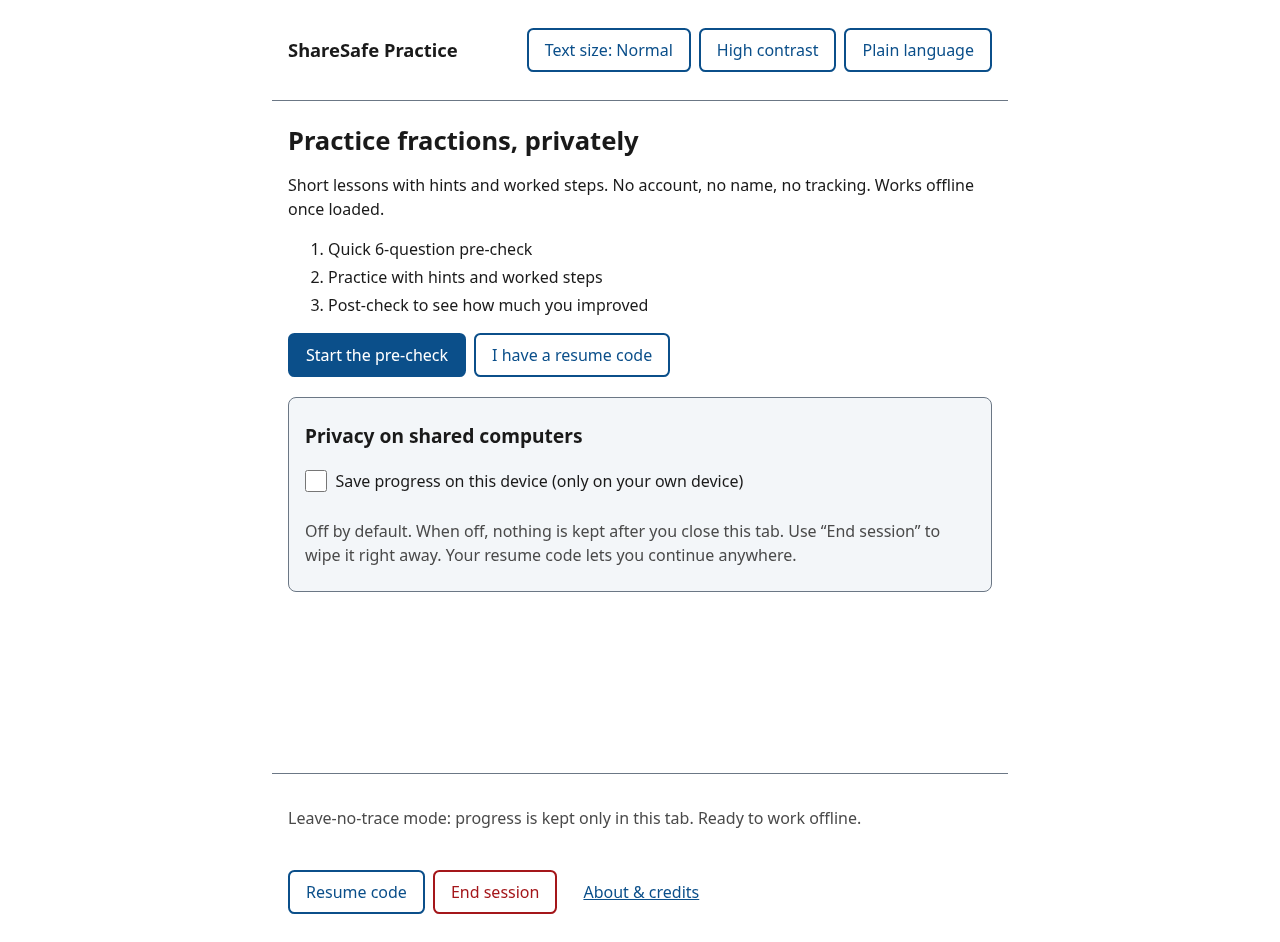 ShareSafe Practice
Text size: Normal
High contrast
Plain language
Practice fractions, privately
Short lessons with hints and worked steps. No account, no name, no tracking. Works offline
once loaded.
1. Quick 6-question pre-check
2. Practice with hints and worked steps
3. Post-check to see how much you improved
Start the pre-check
I have a resume code
Privacy on shared computers
Save progress on this device (only on your own device)
Off by default. When off, nothing is kept after you close this tab. Use “End session” to
wipe it right away. Your resume code lets you continue anywhere.
Leave-no-trace mode: progress is kept only in this tab. Ready to work offline.
Resume code
End session
About & credits